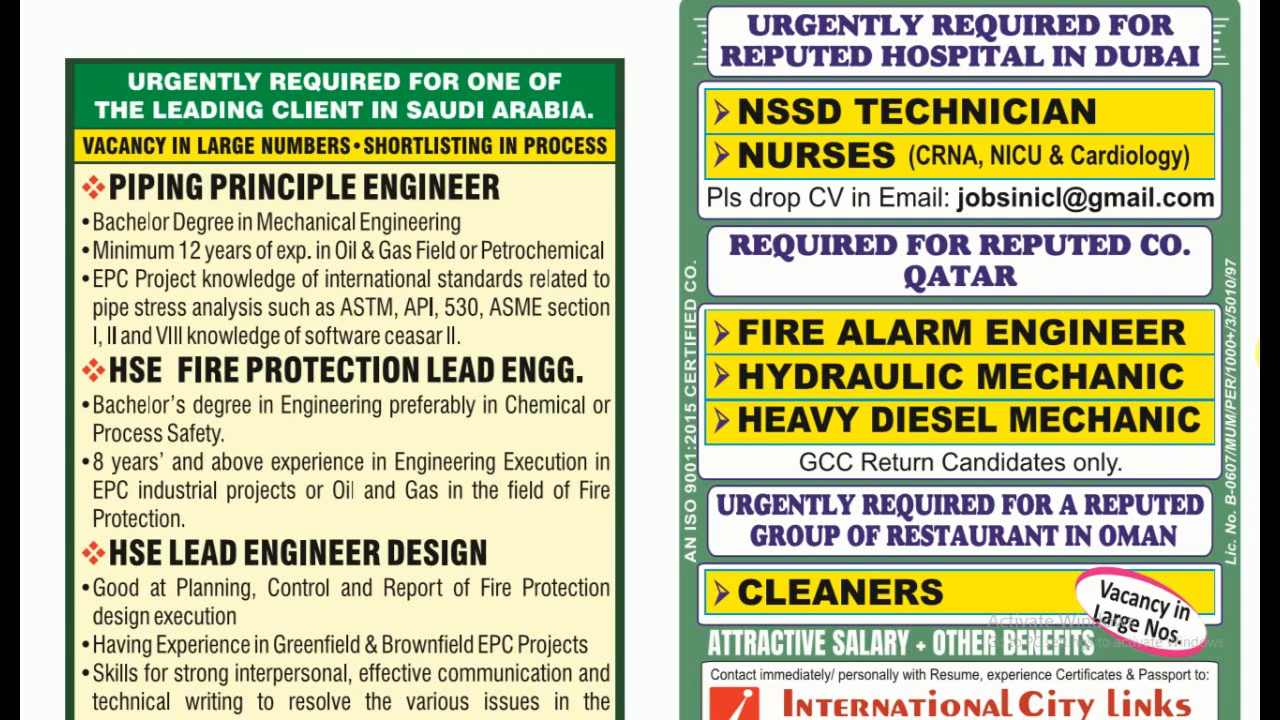 URGENTLY REQUIRED FOR ONE OF
THE LEADING CLIENT IN SAUDI ARABIA.
VACANCY IN LARGE NUMBERS • SHORTLISTING IN PROCESS
❖ PIPING PRINCIPLE ENGINEER
• Bachelor Degree in Mechanical Engineering
• Minimum 12 years of exp. in Oil & Gas Field or Petrochemical
• EPC Project knowledge of international standards related to
pipe stress analysis such as ASTM, API, 530, ASME section
I, II and VIII knowledge of software ceasar II.
❖ HSE FIRE PROTECTION LEAD ENGG.
• Bachelor's degree in Engineering preferably in Chemical or
Process Safety.
• 8 years' and above experience in Engineering Execution in
EPC industrial projects or Oil and Gas in the field of Fire
Protection.
❖ HSE LEAD ENGINEER DESIGN
• Good at Planning, Control and Report of Fire Protection
design execution
• Having Experience in Greenfield & Brownfield EPC Projects
• Skills for strong interpersonal, effective communication and
technical writing to resolve the various issues in the
URGENTLY REQUIRED FOR
REPUTED HOSPITAL IN DUBAI
➢ NSSD TECHNICIAN
➢ NURSES (CRNA, NICU & Cardiology)
Pls drop CV in Email: jobsinicl@gmail.com
REQUIRED FOR REPUTED CO.
QATAR
➢ FIRE ALARM ENGINEER
➢ HYDRAULIC MECHANIC
➢ HEAVY DIESEL MECHANIC
GCC Return Candidates only.
URGENTLY REQUIRED FOR A REPUTED
GROUP OF RESTAURANT IN OMAN
➢ CLEANERS
Vacancy in
Large Nos.
ATTRACTIVE SALARY + OTHER BENEFITS
Contact immediately/ personally with Resume, experience Certificates & Passport to:
INTERNATIONAL CITY LINKS
AN ISO 9001:2015 CERTIFIED CO.
Lic. No. B-0607/MUM/PER/1000+/3/5010/97